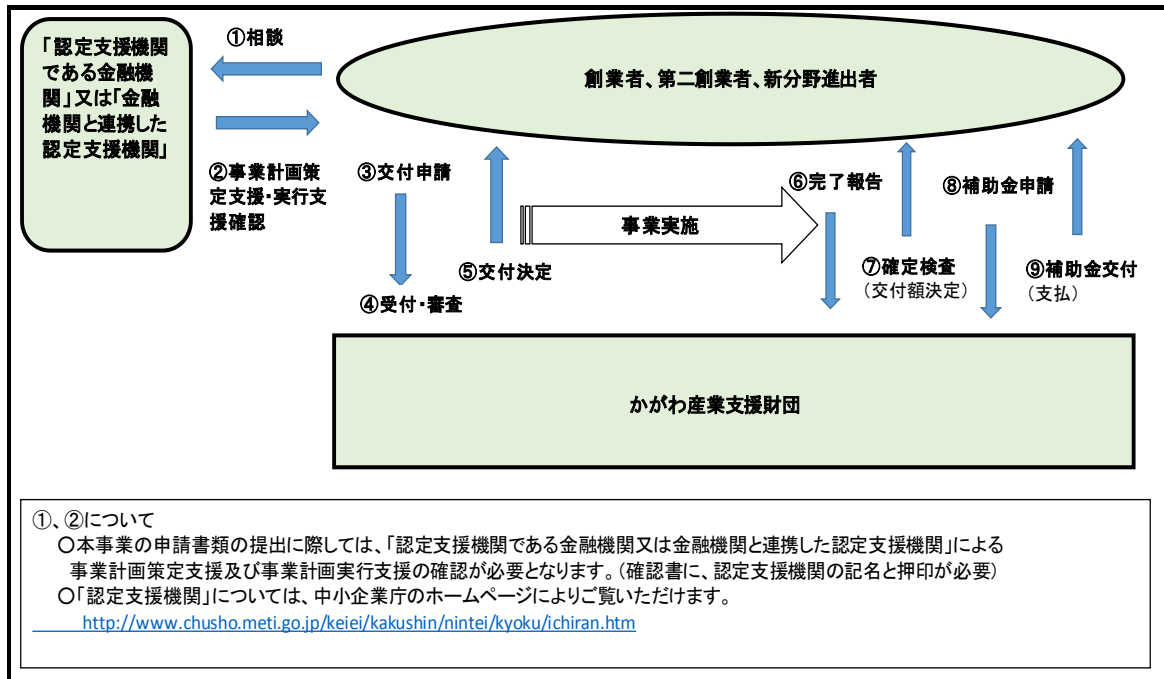 「認定支援機関
である金融機
関」又は「金融
機関と連携した
認定支援機関」
①相談
創業者、第二創業者、新分野進出者
②事業計画策
定支援・実行支
援確認
③交付申請
④受付・審査
⑤交付決定
事業実施
⑥完了報告
⑦確定検査
(交付額決定)
⑧補助金申請
⑨補助金交付
(支払)
かがわ産業支援財団
①、②について
○本事業の申請書類の提出に際しては、「認定支援機関である金融機関又は金融機関と連携した認定支援機関」による
事業計画策定支援及び事業計画実行支援の確認が必要となります。(確認書に、認定支援機関の記名と押印が必要)
○「認定支援機関」については、中小企業庁のホームページによりご覧いただけます。
http://www.chusho.meti.go.jp/keiei/kakushin/nintei/kyoku/ichiran.htm